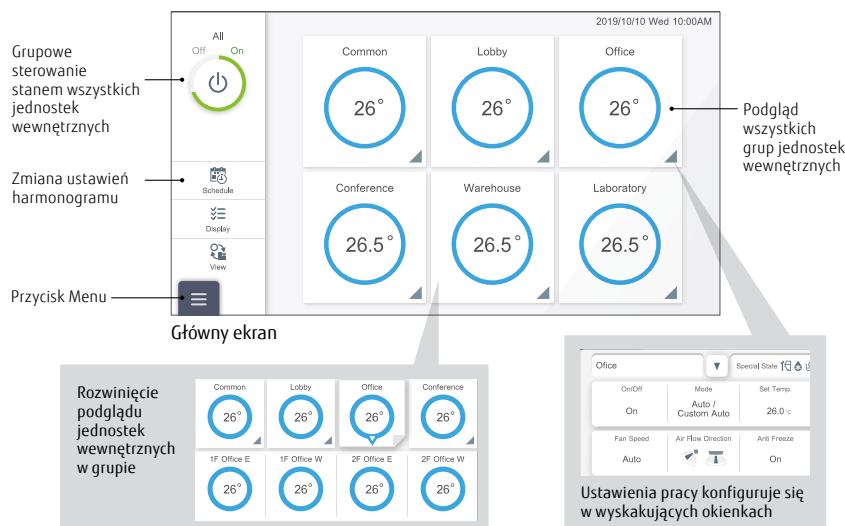 2019/10/10 Wed 10:00AM
All
Off On
Grupowe
sterowanie
stanem wszystkich
jednostek
wewnętrznych
Common Lobby Office
26° 26° 26°
Podgląd
wszystkich
grup jednostek
wewnętrznych
Zmiana ustawień
harmonogramu
Schedule
Display
View
Conference Warehouse Laboratory
26.5° 26.5° 26.5°
Przycisk Menu
Główny ekran
Rozwinięcie
podglądu
jednostek
wewnętrznych
w grupie
Common Lobby Office Conference
26° 26° 26° 26°
1F Office E 1F Office W 2F Office E 2F Office W
26° 26° 26° 26°
Ofice Special State
On/Off Mode Set Temp.
On Auto / Custom Auto 26.0 °C
Fan Speed Air Flow Direction Anti Freeze
Auto On
Ustawienia pracy konfiguruje się
w wyskakujących okienkach